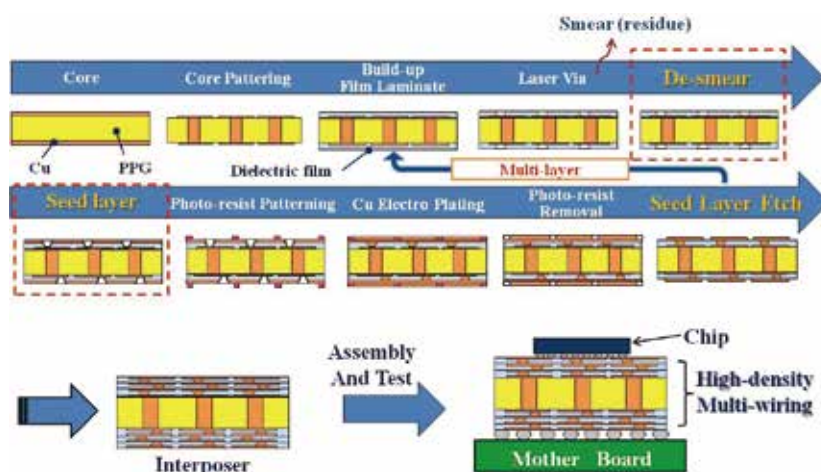 Smear (residue)
Core
Core Pattering
Build-up
Film Laminate
Laser Via
De-smear
Cu
PPG
Dielectric film
Multi-layer
Seed layer
Photo-resist Patterning
Cu Electro Plating
Photo-resist
Removal
Seed Layer Etch
Assembly
And Test
Chip
High-density
Multi-wiring
Interposer
Mother Board